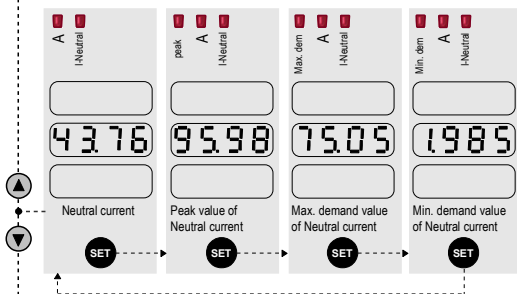 A
I-Neutral
peak
A
I-Neutral
Max. dem
A
I-Neutral
Min. dem
A
I-Neutral
43.76
95.98
75.05
1.985
Neutral current
Peak value of
Neutral current
Max. demand value
of Neutral current
Min. demand value
of Neutral current
SET
SET
SET
SET